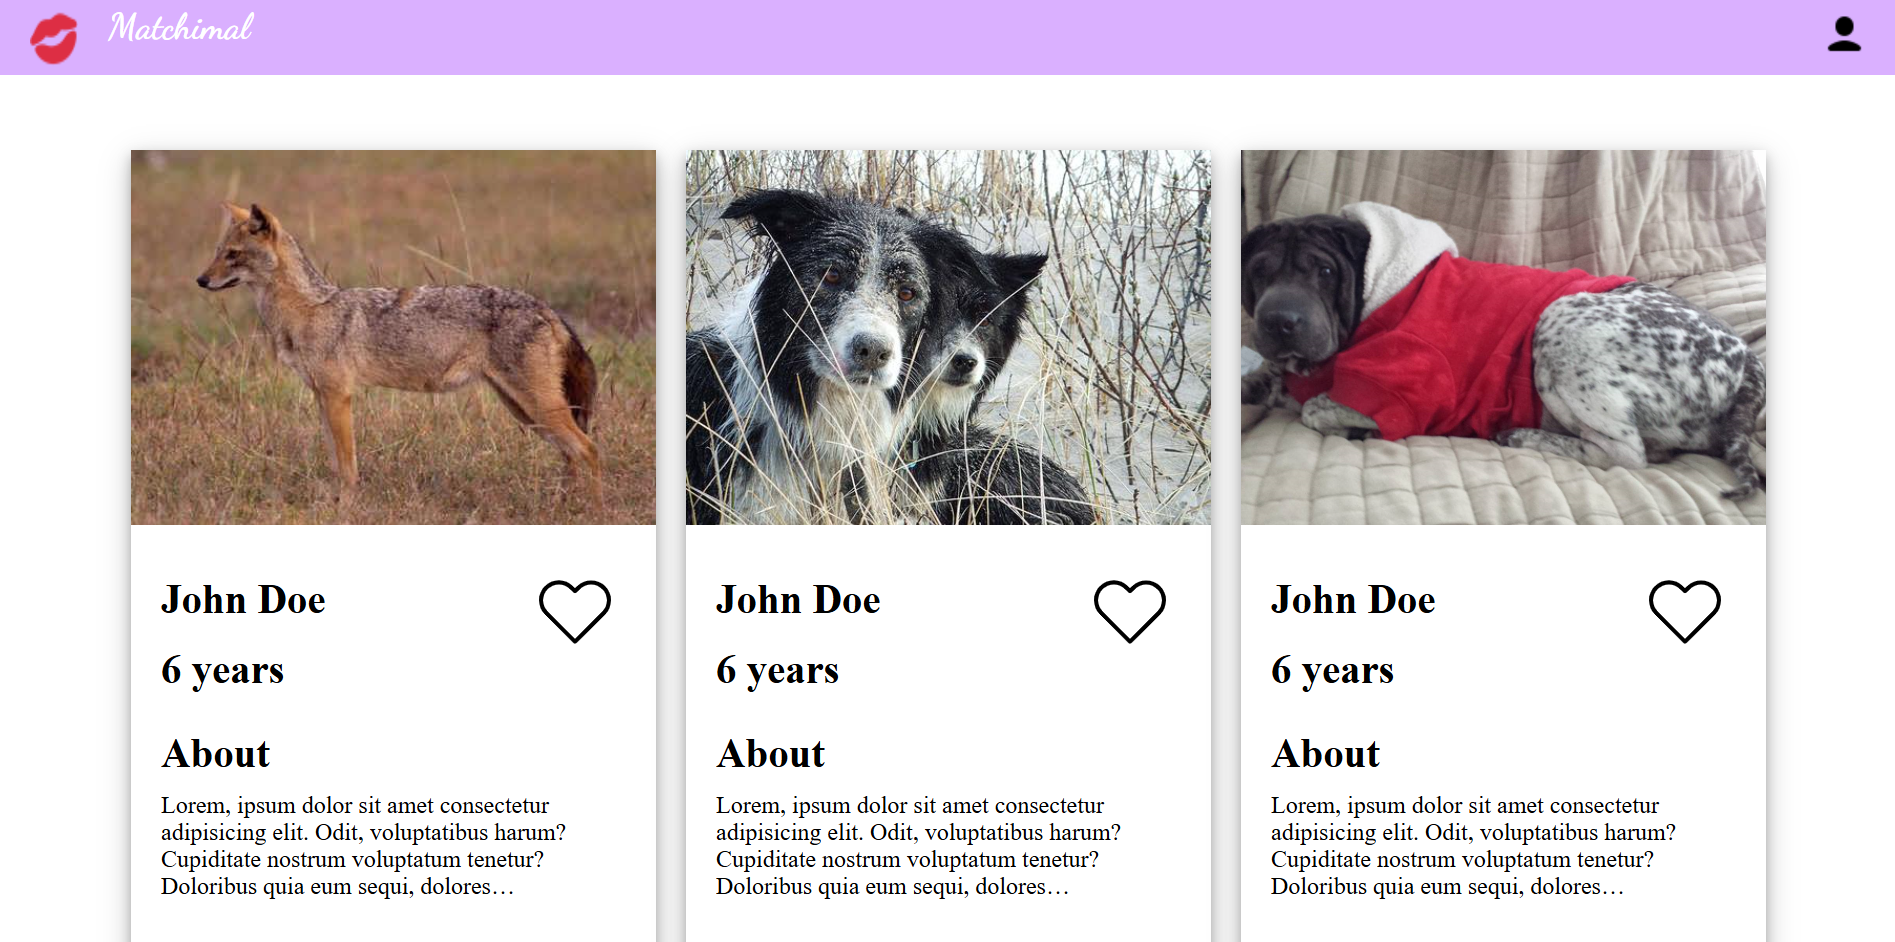 Matchimal
John Doe
6 years
About
Lorem, ipsum dolor sit amet consectetur
adipisicing elit. Odit, voluptatibus harum?
Cupiditate nostrum voluptatum tenetur?
Doloribus quia eum sequi, dolores…
John Doe
6 years
About
Lorem, ipsum dolor sit amet consectetur
adipisicing elit. Odit, voluptatibus harum?
Cupiditate nostrum voluptatum tenetur?
Doloribus quia eum sequi, dolores…
John Doe
6 years
About
Lorem, ipsum dolor sit amet consectetur
adipisicing elit. Odit, voluptatibus harum?
Cupiditate nostrum voluptatum tenetur?
Doloribus quia eum sequi, dolores…